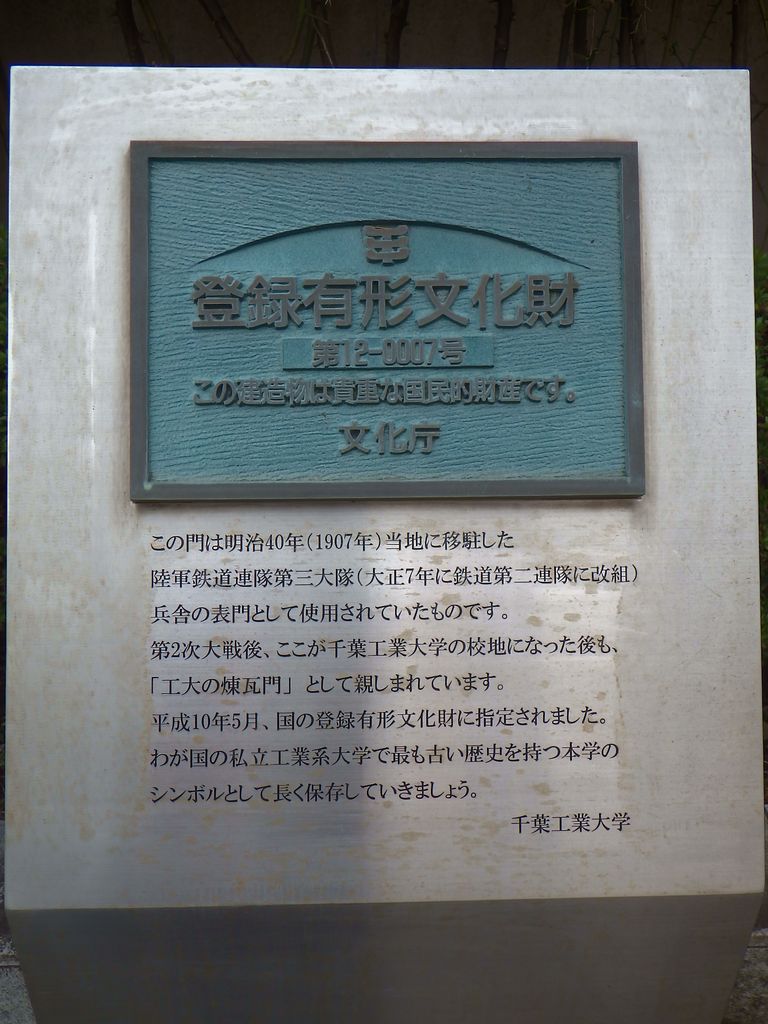 登録有形文化財
第12-0007号
この建造物は貴重な国民的財産です。
文化庁
この門は明治40年(1907年)当地に移駐した
陸軍鉄道連隊第三大隊(大正7年に鉄道第二連隊に改組)
兵舎の表門として使用されていたものです。
第2次大戦後、ここが千葉工業大学の校地になった後も、
「工大の煉瓦門」として親しまれています。
平成10年5月、国の登録有形文化財に指定されました。
わが国の私立工業系大学で最も古い歴史を持つ本学の
シンボルとして長く保存していきましょう。
千葉工業大学